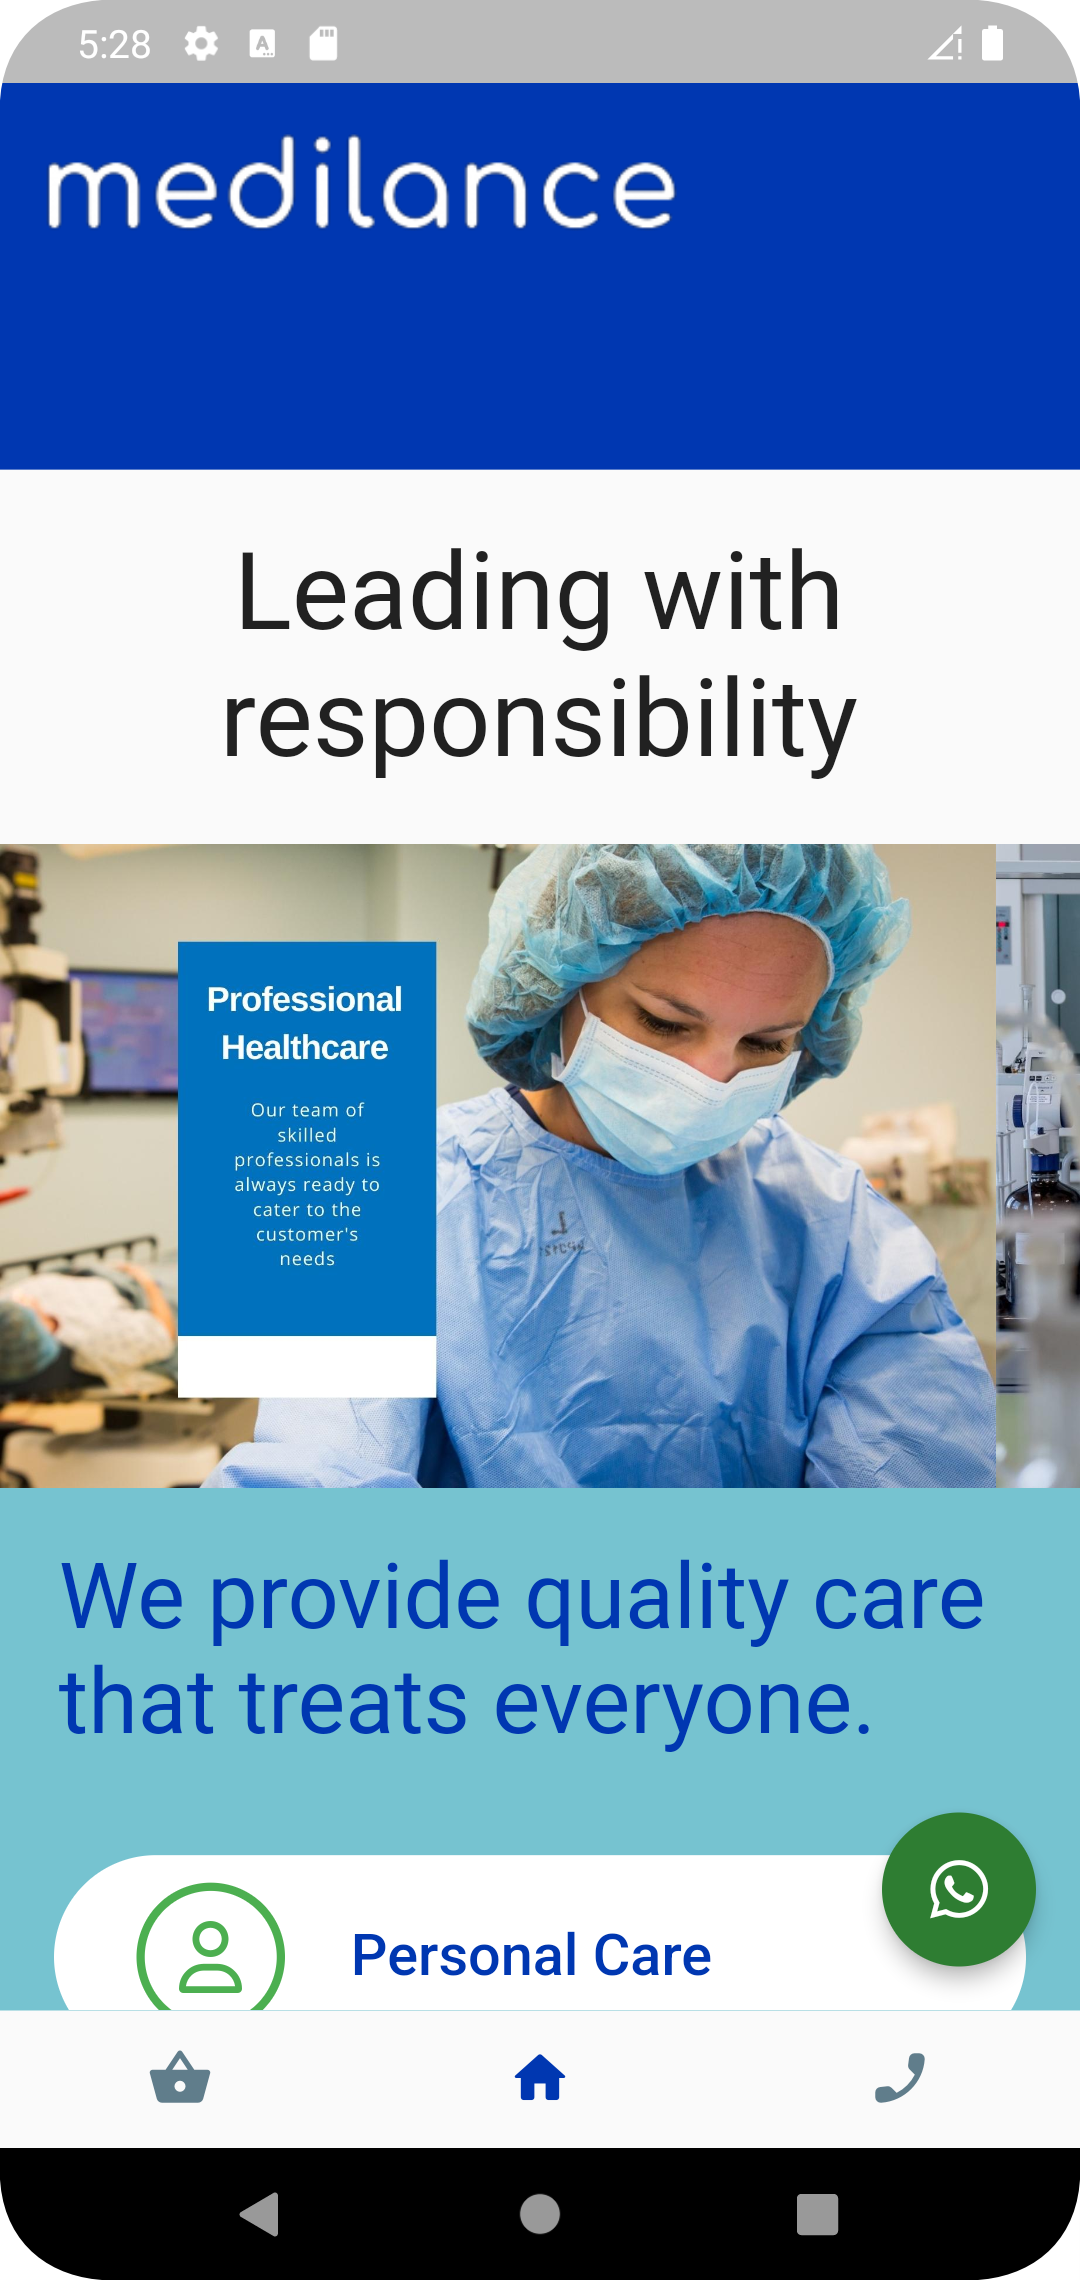 5:28
medilance
Leading with
responsibility
Professional
Healthcare
Our team of
skilled
professionals is
always ready to
cater to the
customer's
needs
We provide quality care
that treats everyone.
Personal Care